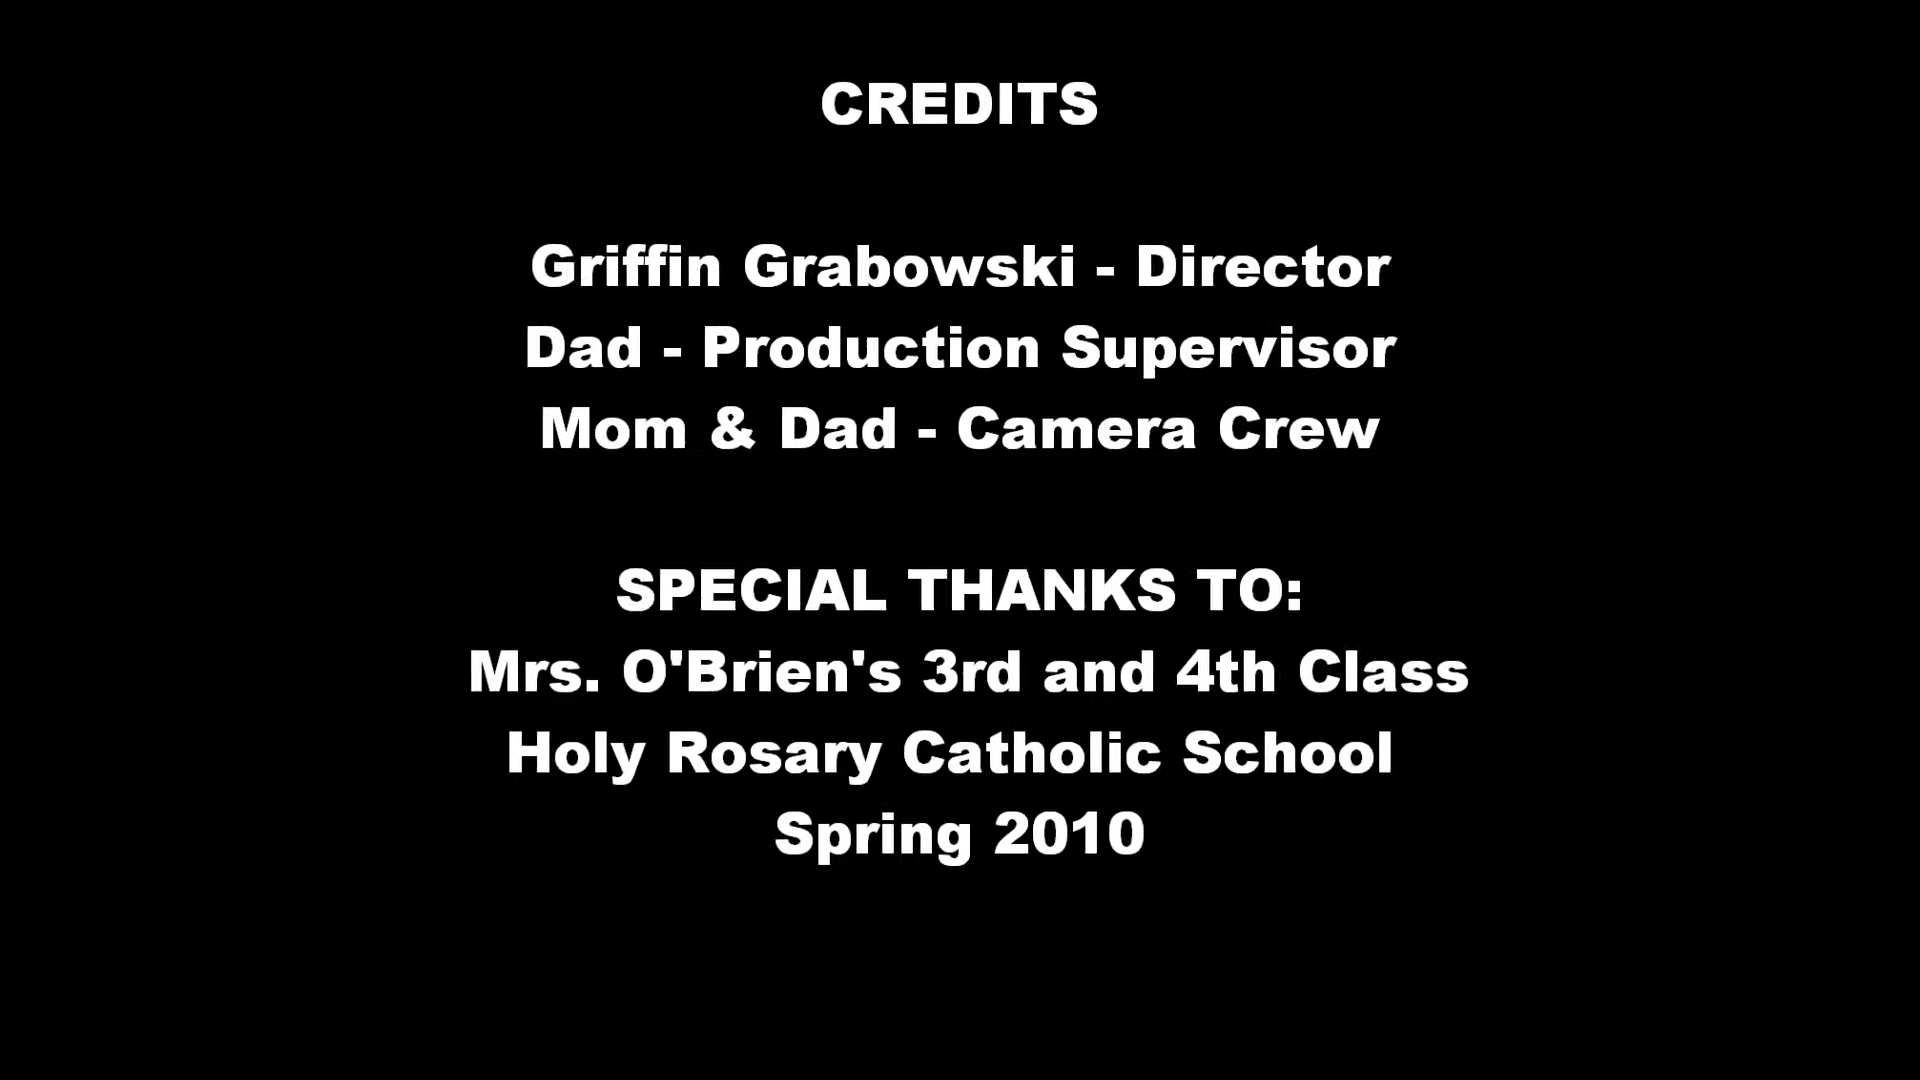 CREDITS
Griffin Grabowski - Director
Dad - Production Supervisor
Mom & Dad - Camera Crew
SPECIAL THANKS TO:
Mrs. O'Brien's 3rd and 4th Class
Holy Rosary Catholic School
Spring 2010